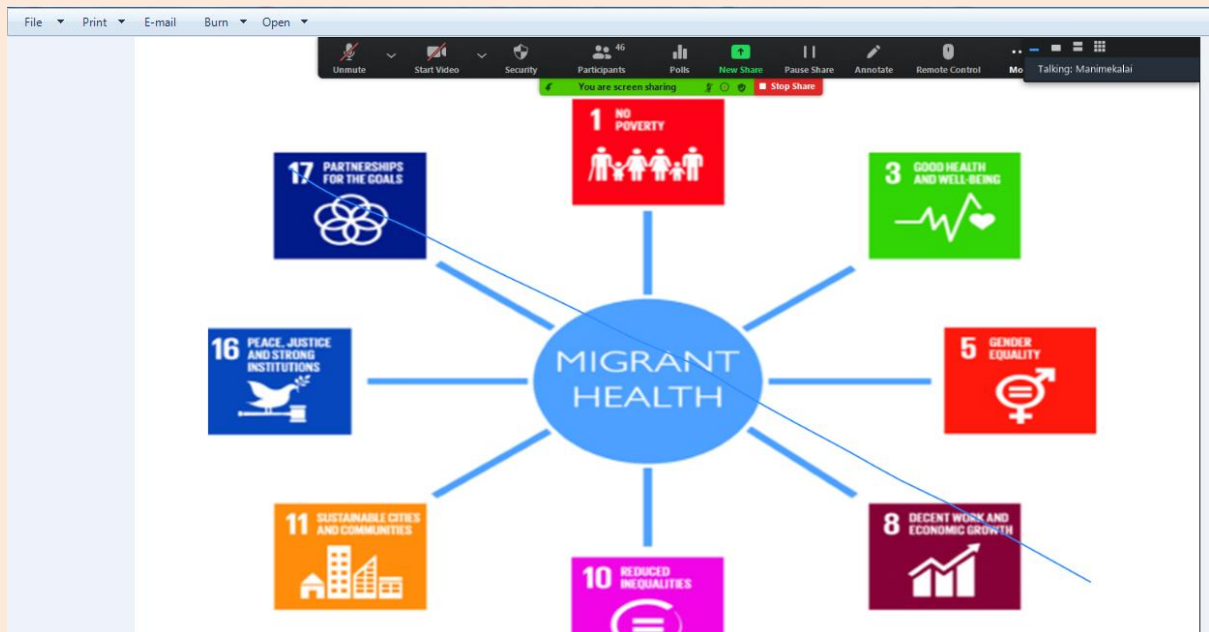 File Print E-mail Burn Open
46
Unmute Start Video Security Participants Polls New Share Pause Share Annotate Remote Control Mo
Talking: Manimekalai
You are screen sharing Stop Share
1 NO
POVERTY
17 PARTNERSHIPS
FOR THE GOALS
3 GOOD HEALTH
AND WELL-BEING
16 PEACE, JUSTICE
AND STRONG
INSTITUTIONS
MIGRANT
HEALTH
5 GENDER
EQUALITY
11 SUSTAINABLE CITIES
AND COMMUNITIES
8 DECENT WORK AND
ECONOMIC GROWTH
10 REDUCED
INEQUALITIES